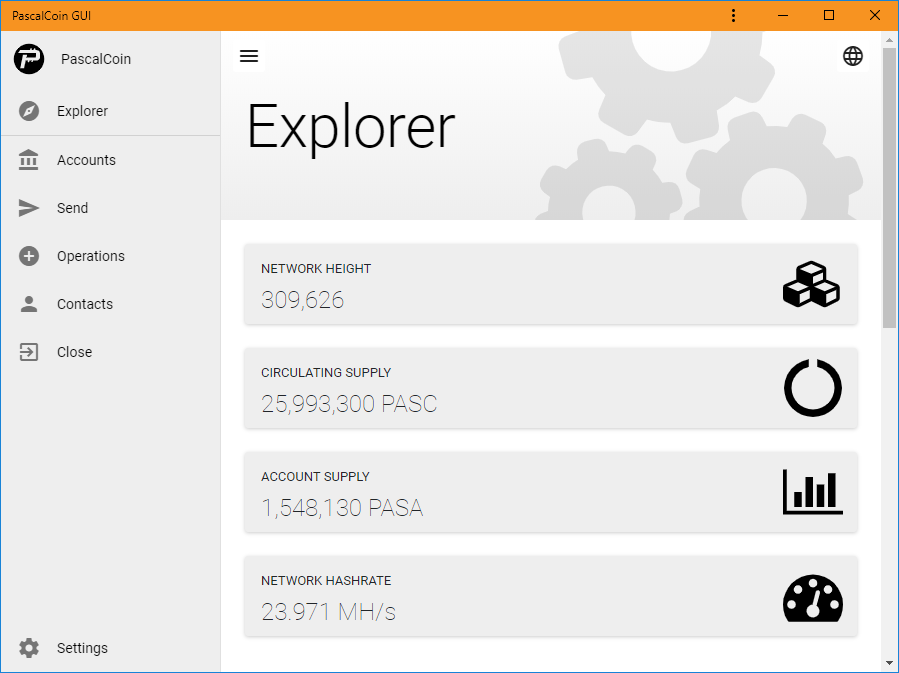 PascalCoin GUI
PascalCoin
Explorer
Accounts
Send
Operations
Contacts
Close
Settings
Explorer
NETWORK HEIGHT
309,626
CIRCULATING SUPPLY
25,993,300 PASC
ACCOUNT SUPPLY
1,548,130 PASA
NETWORK HASHRATE
23.971 MH/s